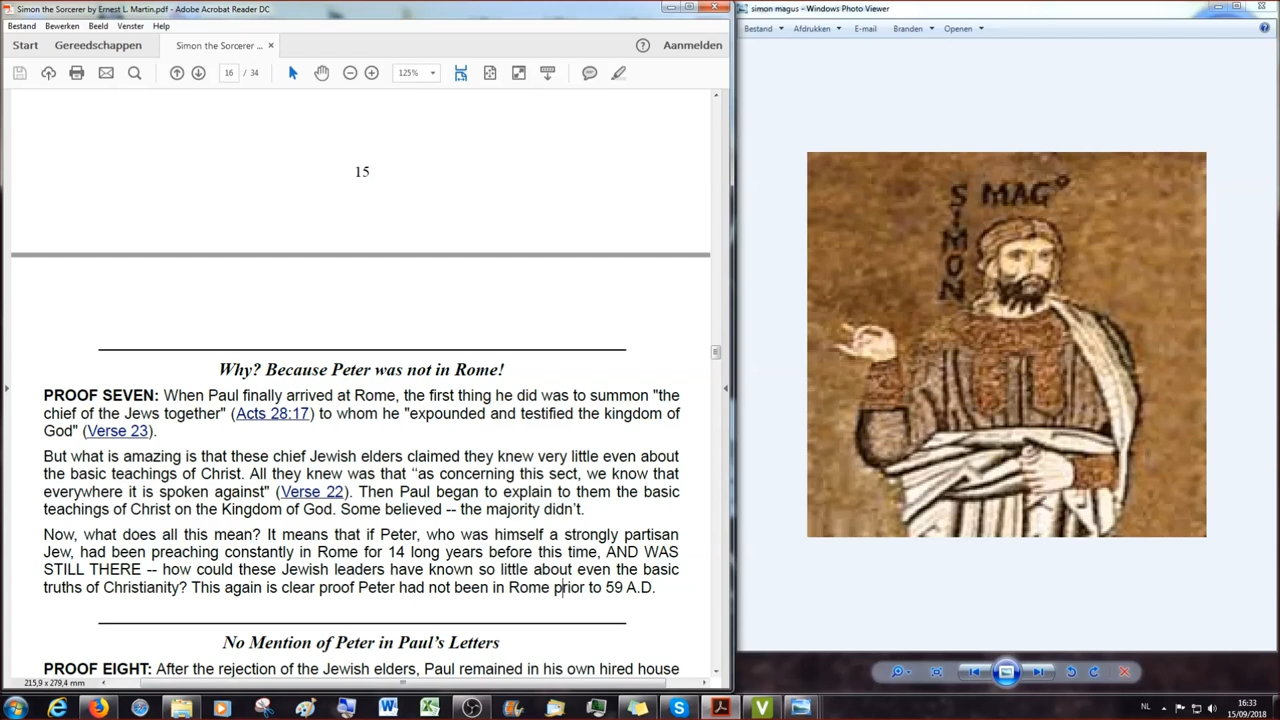 Simon the Sorcerer by Ernest L. Martin.pdf - Adobe Acrobat Reader DC
Bestand Bewerken Beeld Venster Help
Start Gereedschappen Simon the Sorcerer ... × ? Aanmelden
16 / 34 125%
15
Why? Because Peter was not in Rome!
PROOF SEVEN: When Paul finally arrived at Rome, the first thing he did was to summon "the
chief of the Jews together" (Acts 28:17) to whom he "expounded and testified the kingdom of
God" (Verse 23).
But what is amazing is that these chief Jewish elders claimed they knew very little even about
the basic teachings of Christ. All they knew was that “as concerning this sect, we know that
everywhere it is spoken against" (Verse 22). Then Paul began to explain to them the basic
teachings of Christ on the Kingdom of God. Some believed -- the majority didn’t.
Now, what does all this mean? It means that if Peter, who was himself a strongly partisan
Jew, had been preaching constantly in Rome for 14 long years before this time, AND WAS
STILL THERE -- how could these Jewish leaders have known so little about even the basic
truths of Christianity? This again is clear proof Peter had not been in Rome prior to 59 A.D.
No Mention of Peter in Paul’s Letters
PROOF EIGHT: After the rejection of the Jewish elders, Paul remained in his own hired house
215,9 x 279,4 mm
simon magus - Windows Photo Viewer
Bestand Afdrukken E-mail Branden Openen
SIMON
MAG°
NL 16:33
15/09/2018